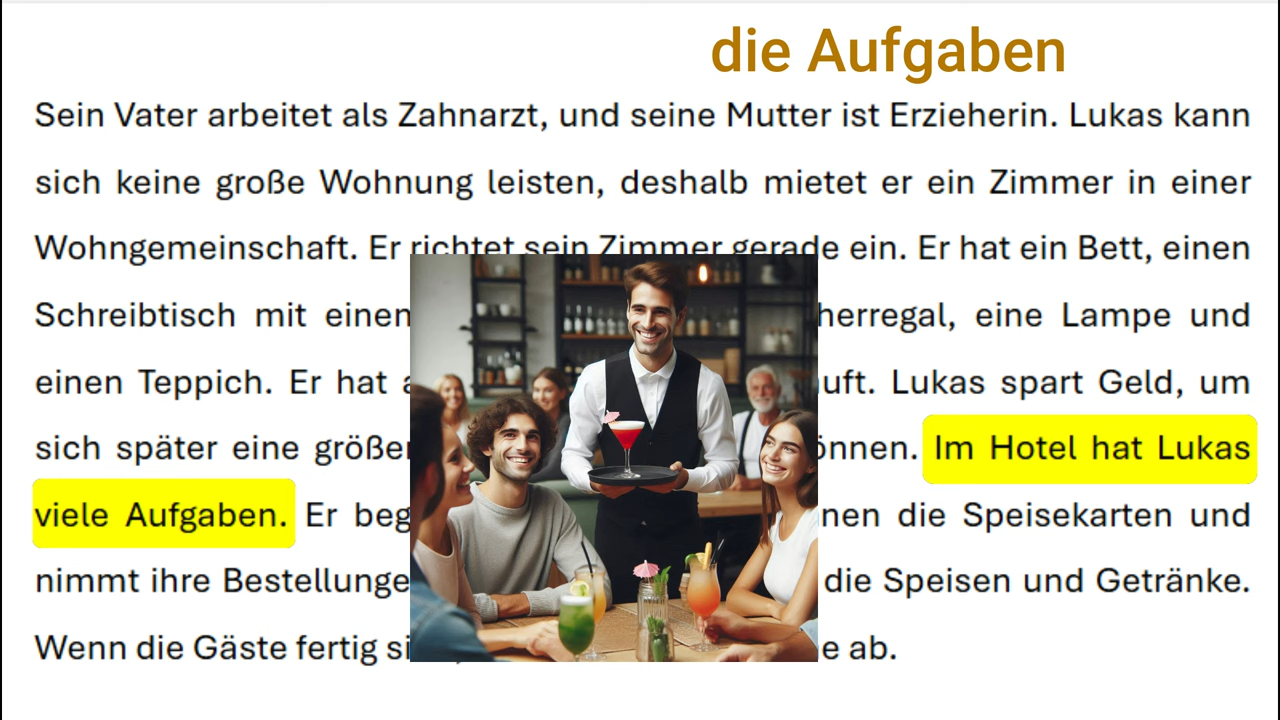 die Aufgaben
Sein Vater arbeitet als Zahnarzt, und seine Mutter ist Erzieherin. Lukas kann
sich keine große Wohnung leisten, deshalb mietet er ein Zimmer in einer
Wohngemeinschaft. Er richtet sein Zimmer gerade ein. Er hat ein Bett, einen
Schreibtisch mit einem herregal, eine Lampe und
einen Teppich. Er hat uft. Lukas spart Geld, um
sich später eine größer önnen. Im Hotel hat Lukas
viele Aufgaben. Er beg nen die Speisekarten und
nimmt ihre Bestellunge die Speisen und Getränke.
Wenn die Gäste fertig e ab.